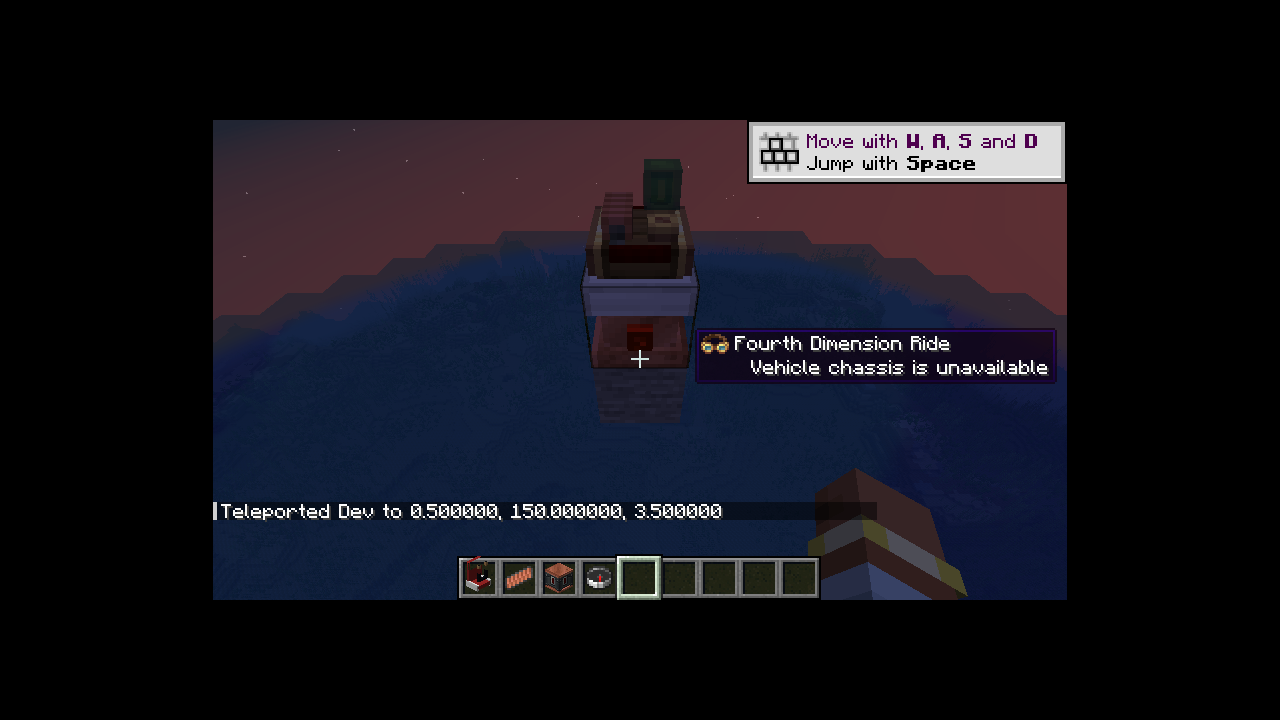 Move with W, A, S and D
Jump with Space
Fourth Dimension Ride
Vehicle chassis is unavailable
Teleported Dev to 0.500000, 150.000000, 3.500000